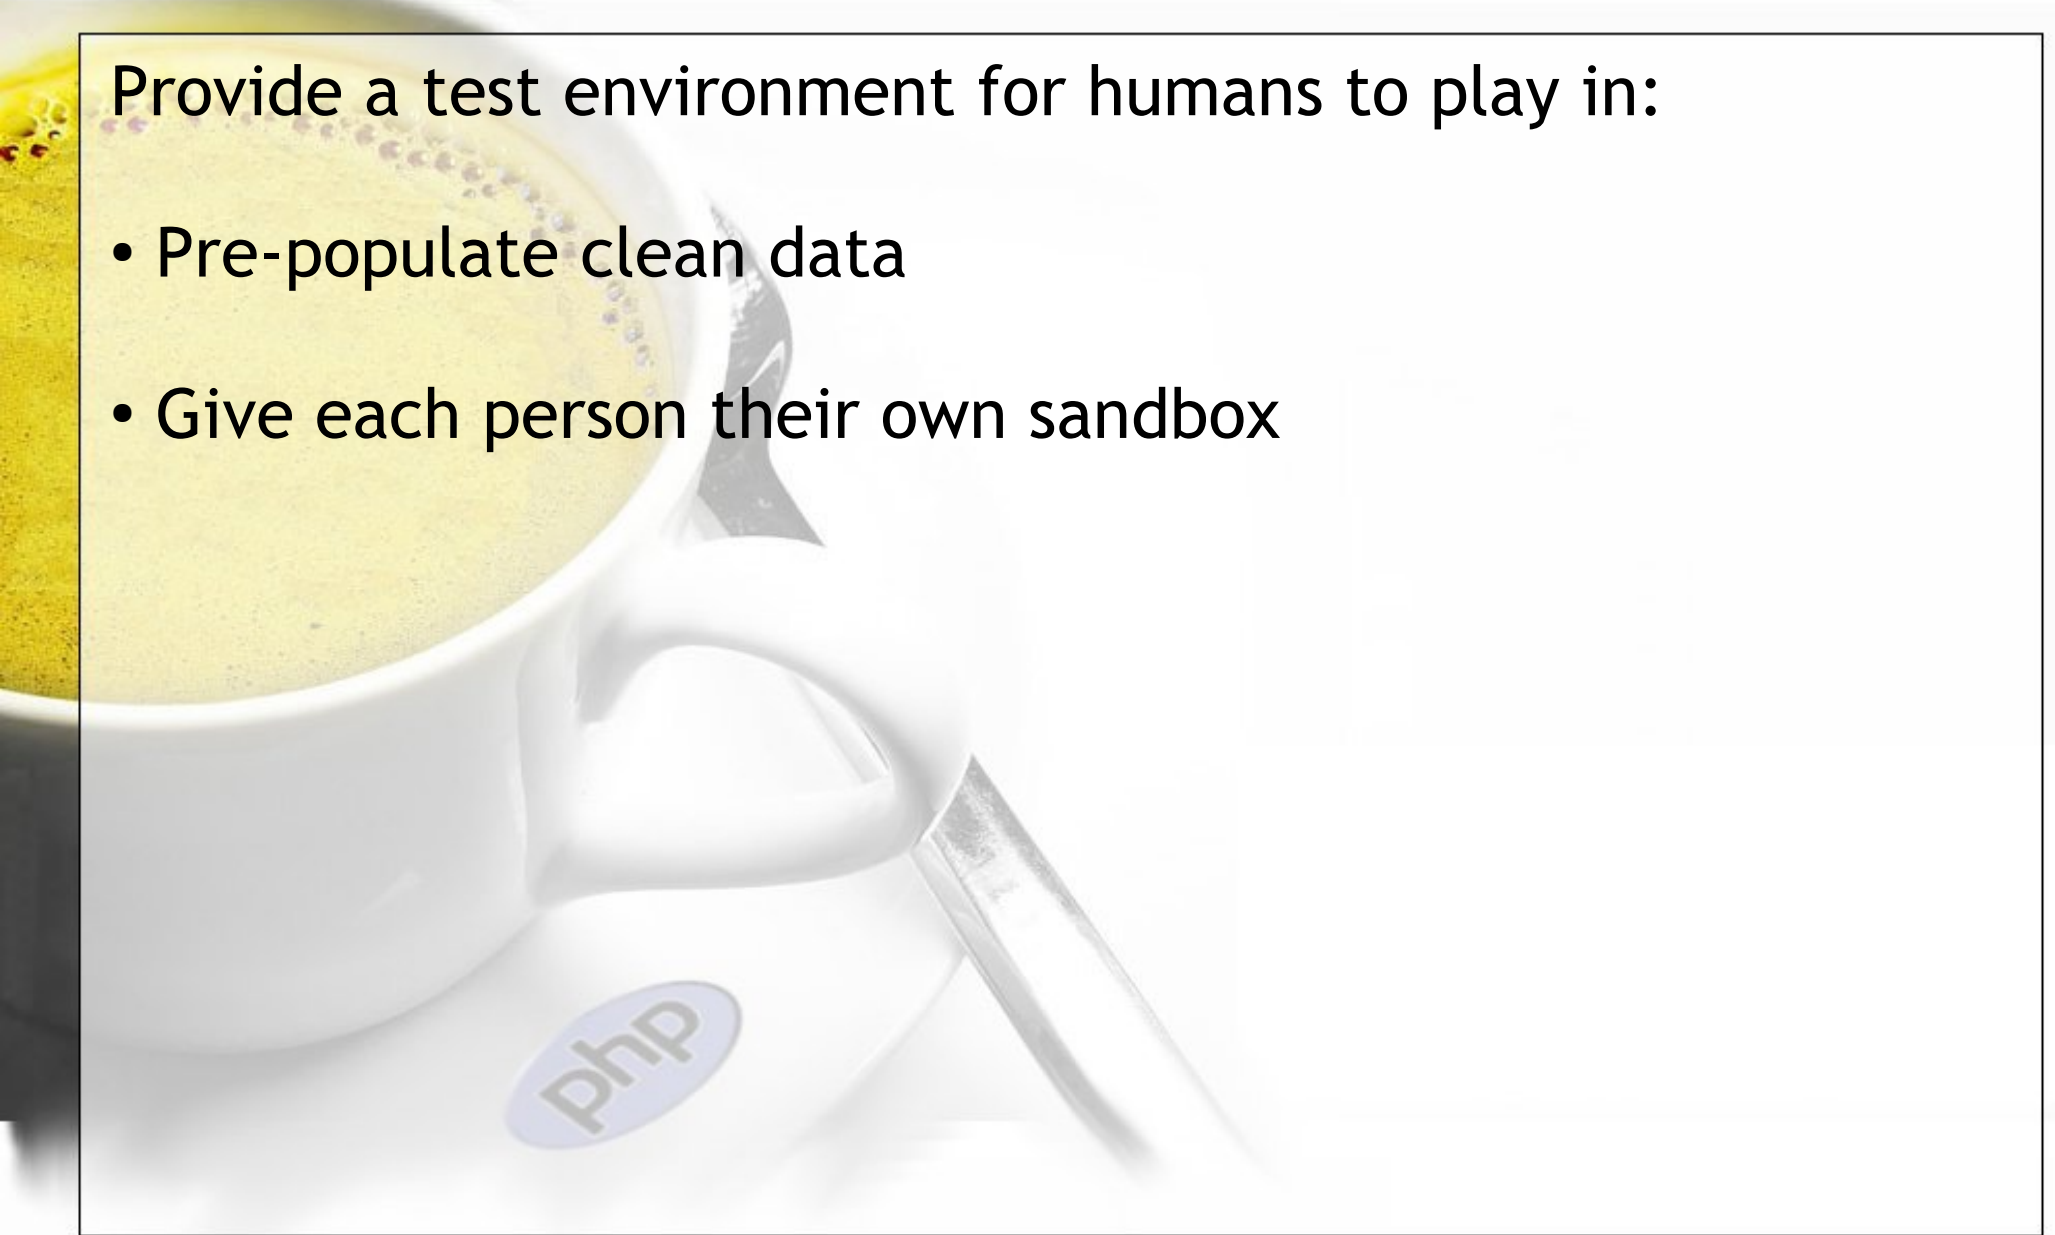 Provide a test environment for humans to play in:
• Pre-populate clean data
• Give each person their own sandbox
php